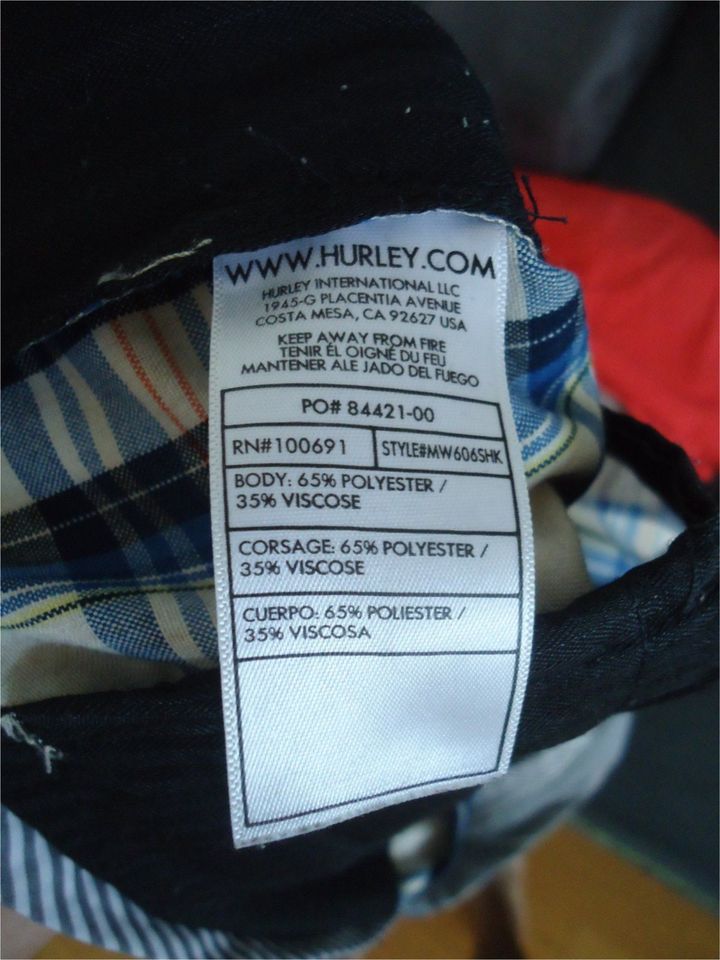 WWW.HURLEY.COM
HURLEY INTERNATIONAL LLC
1945-G PLACENTIA AVENUE
COSTA MESA, CA 92627 USA
KEEP AWAY FROM FIRE
TENIR ÉL OIGNÉ DU FEU
MANTENER ALE JADO DEL FUEGO
PO# 84421-00
RN#100691 STYLE#MW606SHK
BODY: 65% POLYESTER /
35% VISCOSE
CORSAGE: 65% POLYESTER /
35% VISCOSE
CUERPO: 65% POLIESTER /
35% VISCOSA